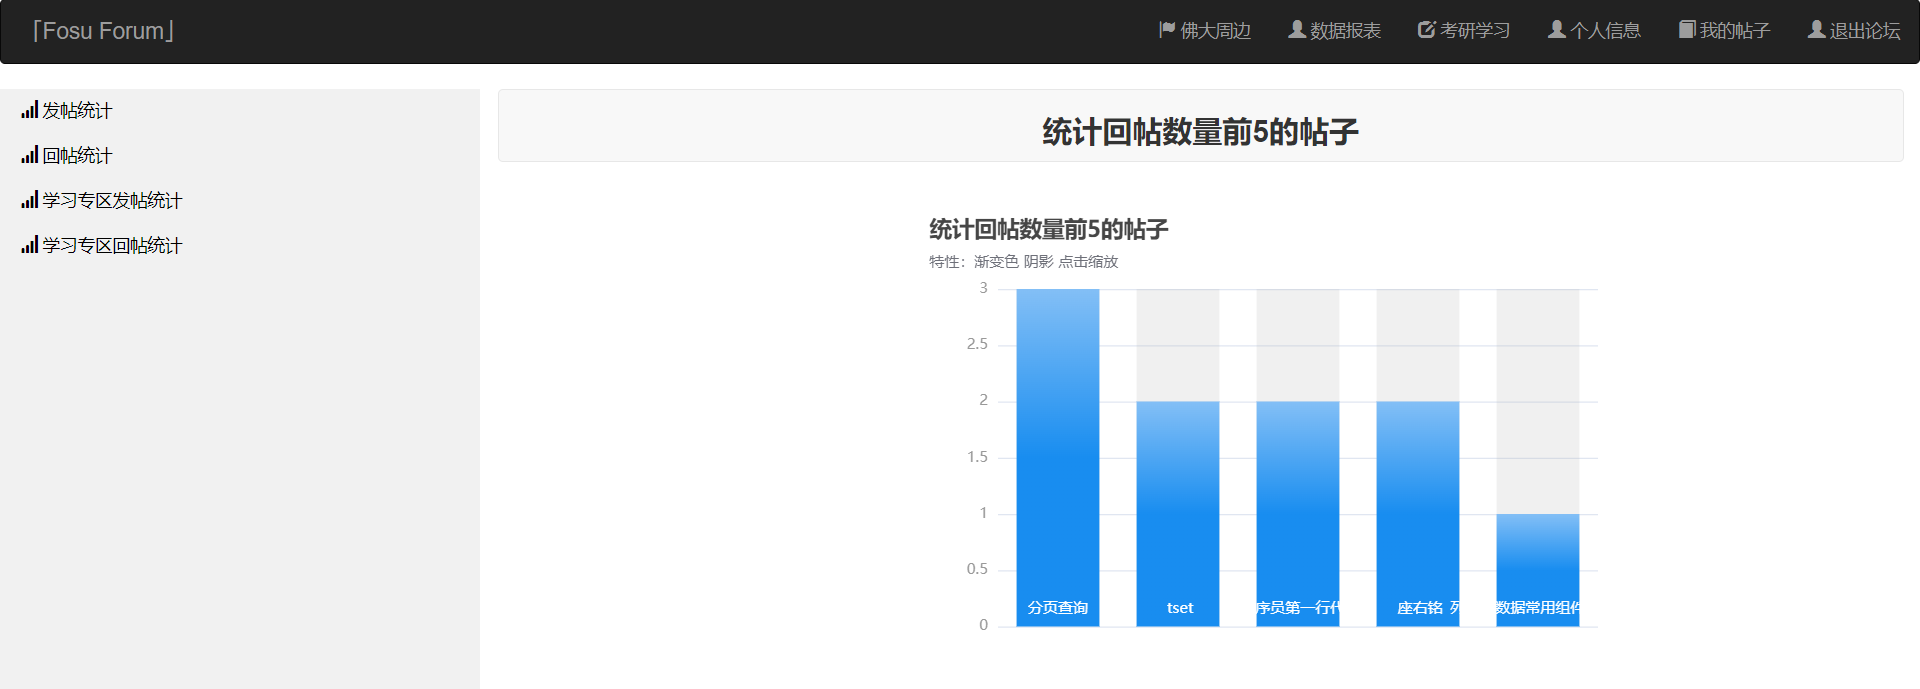 「Fosu Forum」
佛大周边
数据报表
考研学习
个人信息
我的帖子
退出论坛
发帖统计
回帖统计
学习专区发帖统计
学习专区回帖统计
统计回帖数量前5的帖子
统计回帖数量前5的帖子
特性：渐变色 阴影 点击缩放
3
2.5
2
1.5
1
0.5
0
分页查询
tset
序员第一行
座右铭
数据常用组件